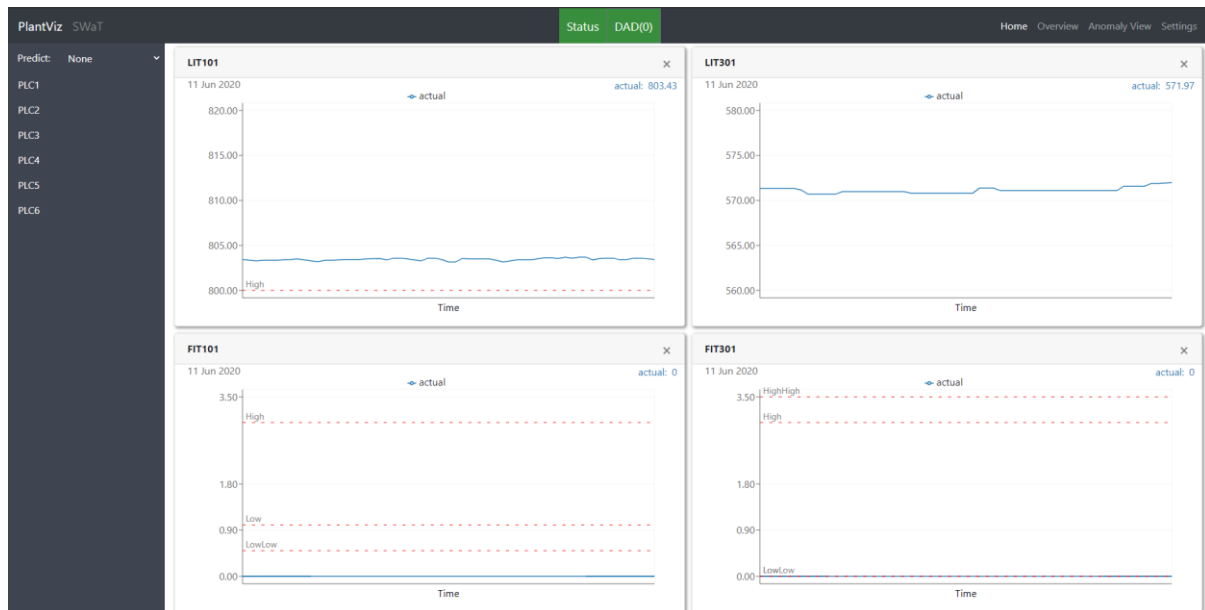 PlantViz SWaT Status DAD(0) Home Overview Anomaly View Settings
Predict: None
PLC1
PLC2
PLC3
PLC4
PLC5
PLC6
LIT101 ×
11 Jun 2020 actual: 803.43
actual
820.00
815.00
810.00
805.00
High
800.00
Time
LIT301 ×
11 Jun 2020 actual: 571.97
actual
580.00
575.00
570.00
565.00
560.00
Time
FIT101 ×
11 Jun 2020 actual: 0
actual
3.50
High
1.80
Low
0.90
LowLow
0.00
Time
FIT301 ×
11 Jun 2020 actual: 0
actual
HighHigh
3.50
High
1.80
0.90
LowLow
0.00
Time